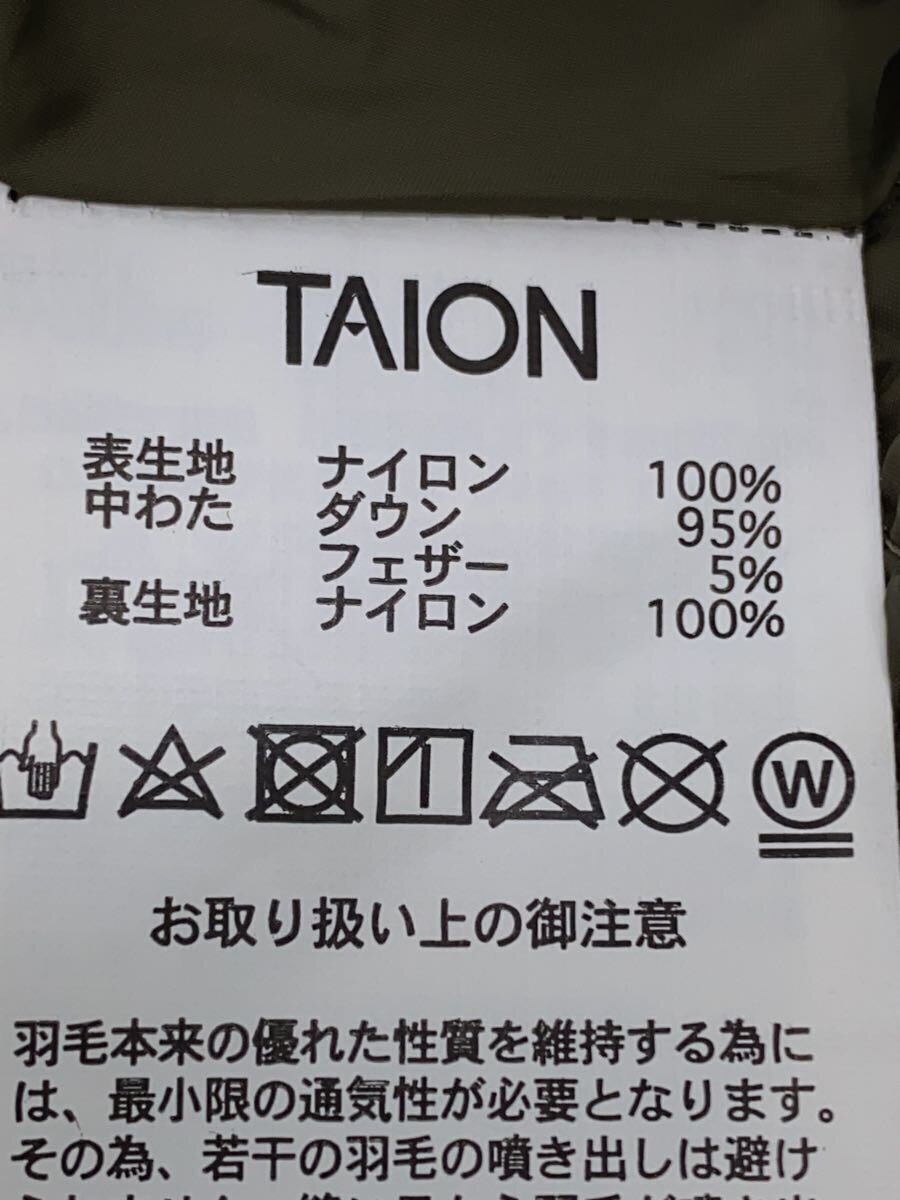 TAION
表生地 ナイロン 100%
中わた ダウン 95%
フェザー 5%
裏生地 ナイロン 100%
W
お取り扱い上の御注意
羽毛本来の優れた性質を維持する為に
は、最小限の通気性が必要となります。
その為、若干の羽毛の噴き出しは避け